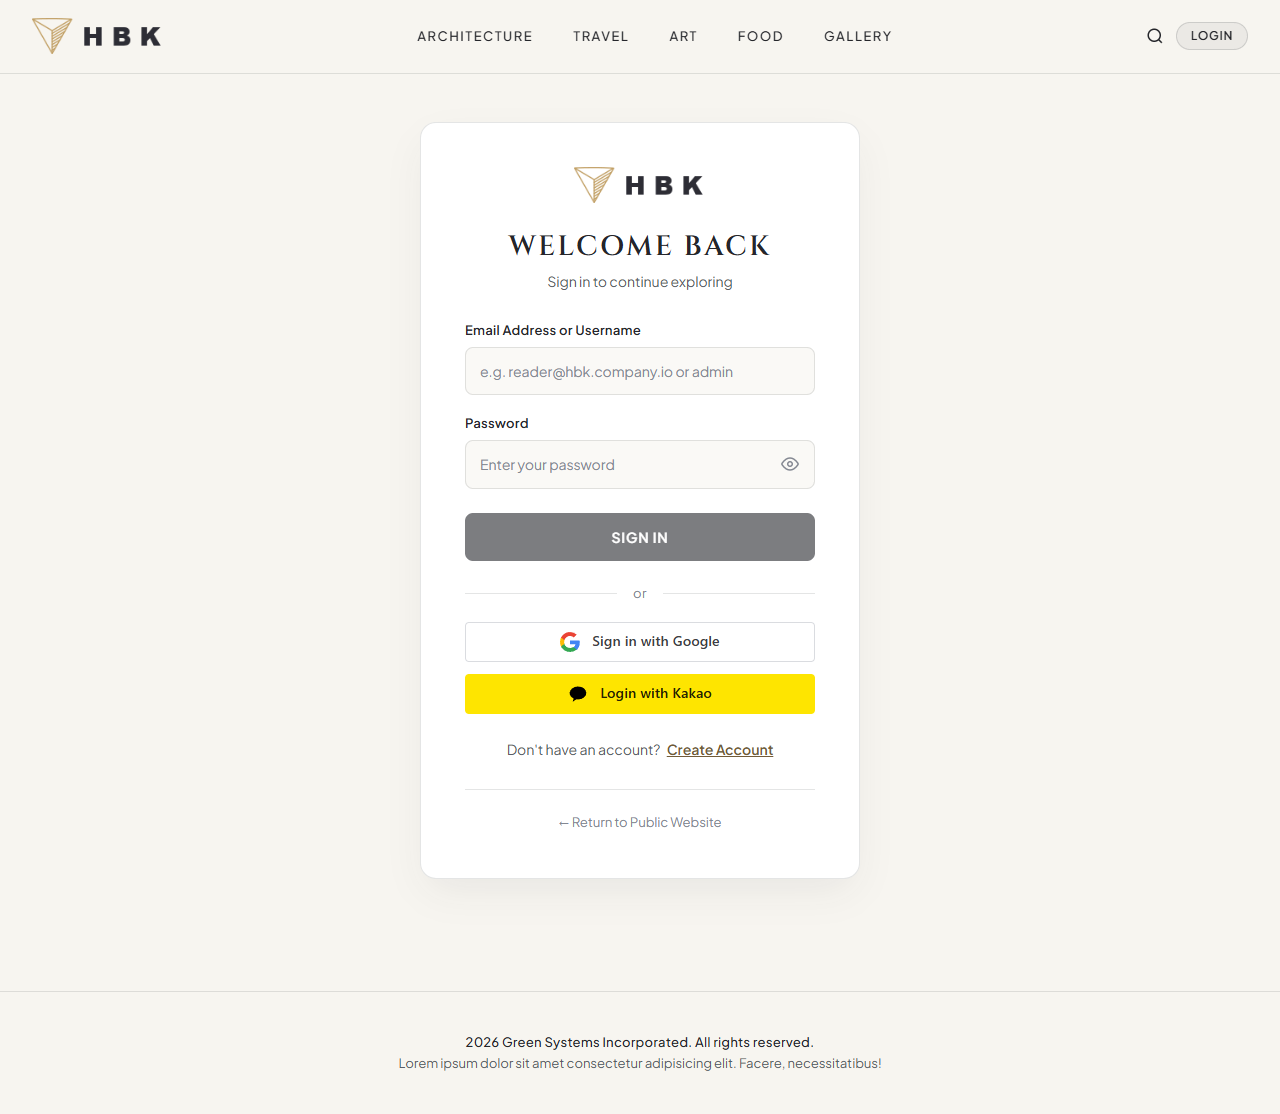 HBK
ARCHITECTURE TRAVEL ART FOOD GALLERY
LOGIN
HBK
WELCOME BACK
Sign in to continue exploring
Email Address or Username
e.g. reader@hbk.company.io or admin
Password
Enter your password
SIGN IN
or
Sign in with Google
Login with Kakao
Don't have an account? Create Account
← Return to Public Website
2026 Green Systems Incorporated. All rights reserved.
Lorem ipsum dolor sit amet consectetur adipisicing elit. Facere, necessitatibus!